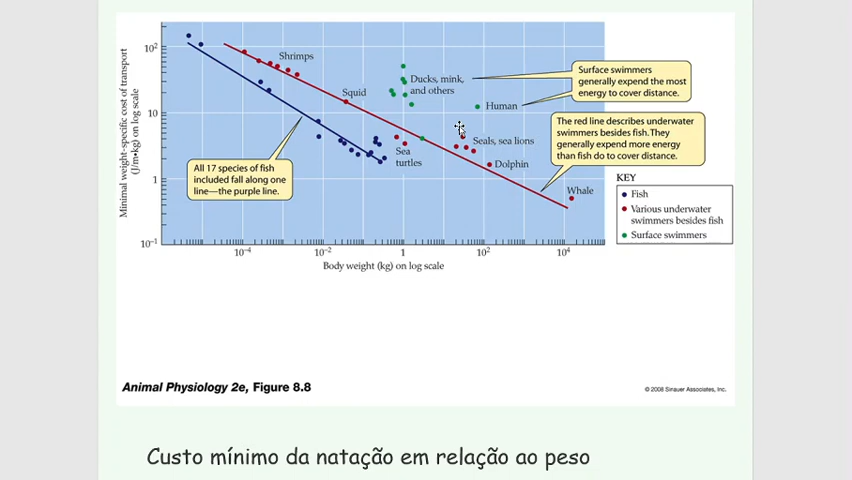 Minimal weight-specific cost of transport
(J/m•kg) on log scale
10²
10
1
10⁻¹
10⁻⁴
10⁻²
1
10²
10⁴
Body weight (kg) on log scale
Shrimps
Squid
Ducks, mink,
and others
Human
Sea
turtles
Seals, sea lions
Dolphin
Whale
All 17 species of fish
included fall along one
line—the purple line.
Surface swimmers
generally expend the most
energy to cover distance.
The red line describes underwater
swimmers besides fish. They
generally expend more energy
than fish do to cover distance.
KEY
Fish
Various underwater
swimmers besides fish
Surface swimmers
Animal Physiology 2e, Figure 8.8
© 2008 Sinauer Associates, Inc.
Custo mínimo da natação em relação ao peso